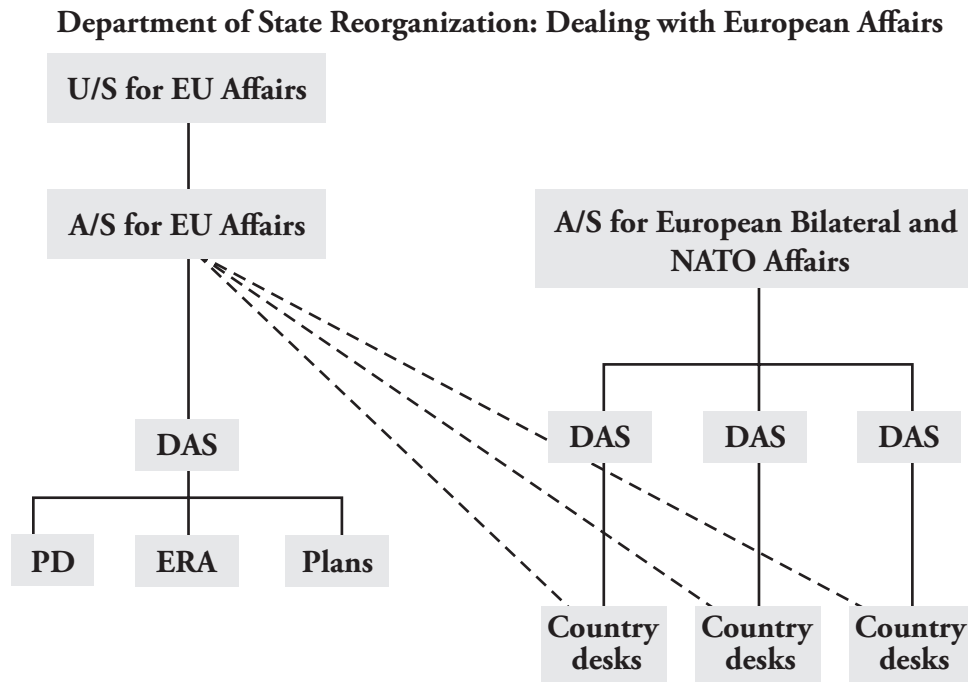 Department of State Reorganization: Dealing with European Affairs
U/S for EU Affairs
A/S for EU Affairs
A/S for European Bilateral and
NATO Affairs
DAS
DAS
DAS
DAS
PD
ERA
Plans
Country
desks
Country
desks
Country
desks